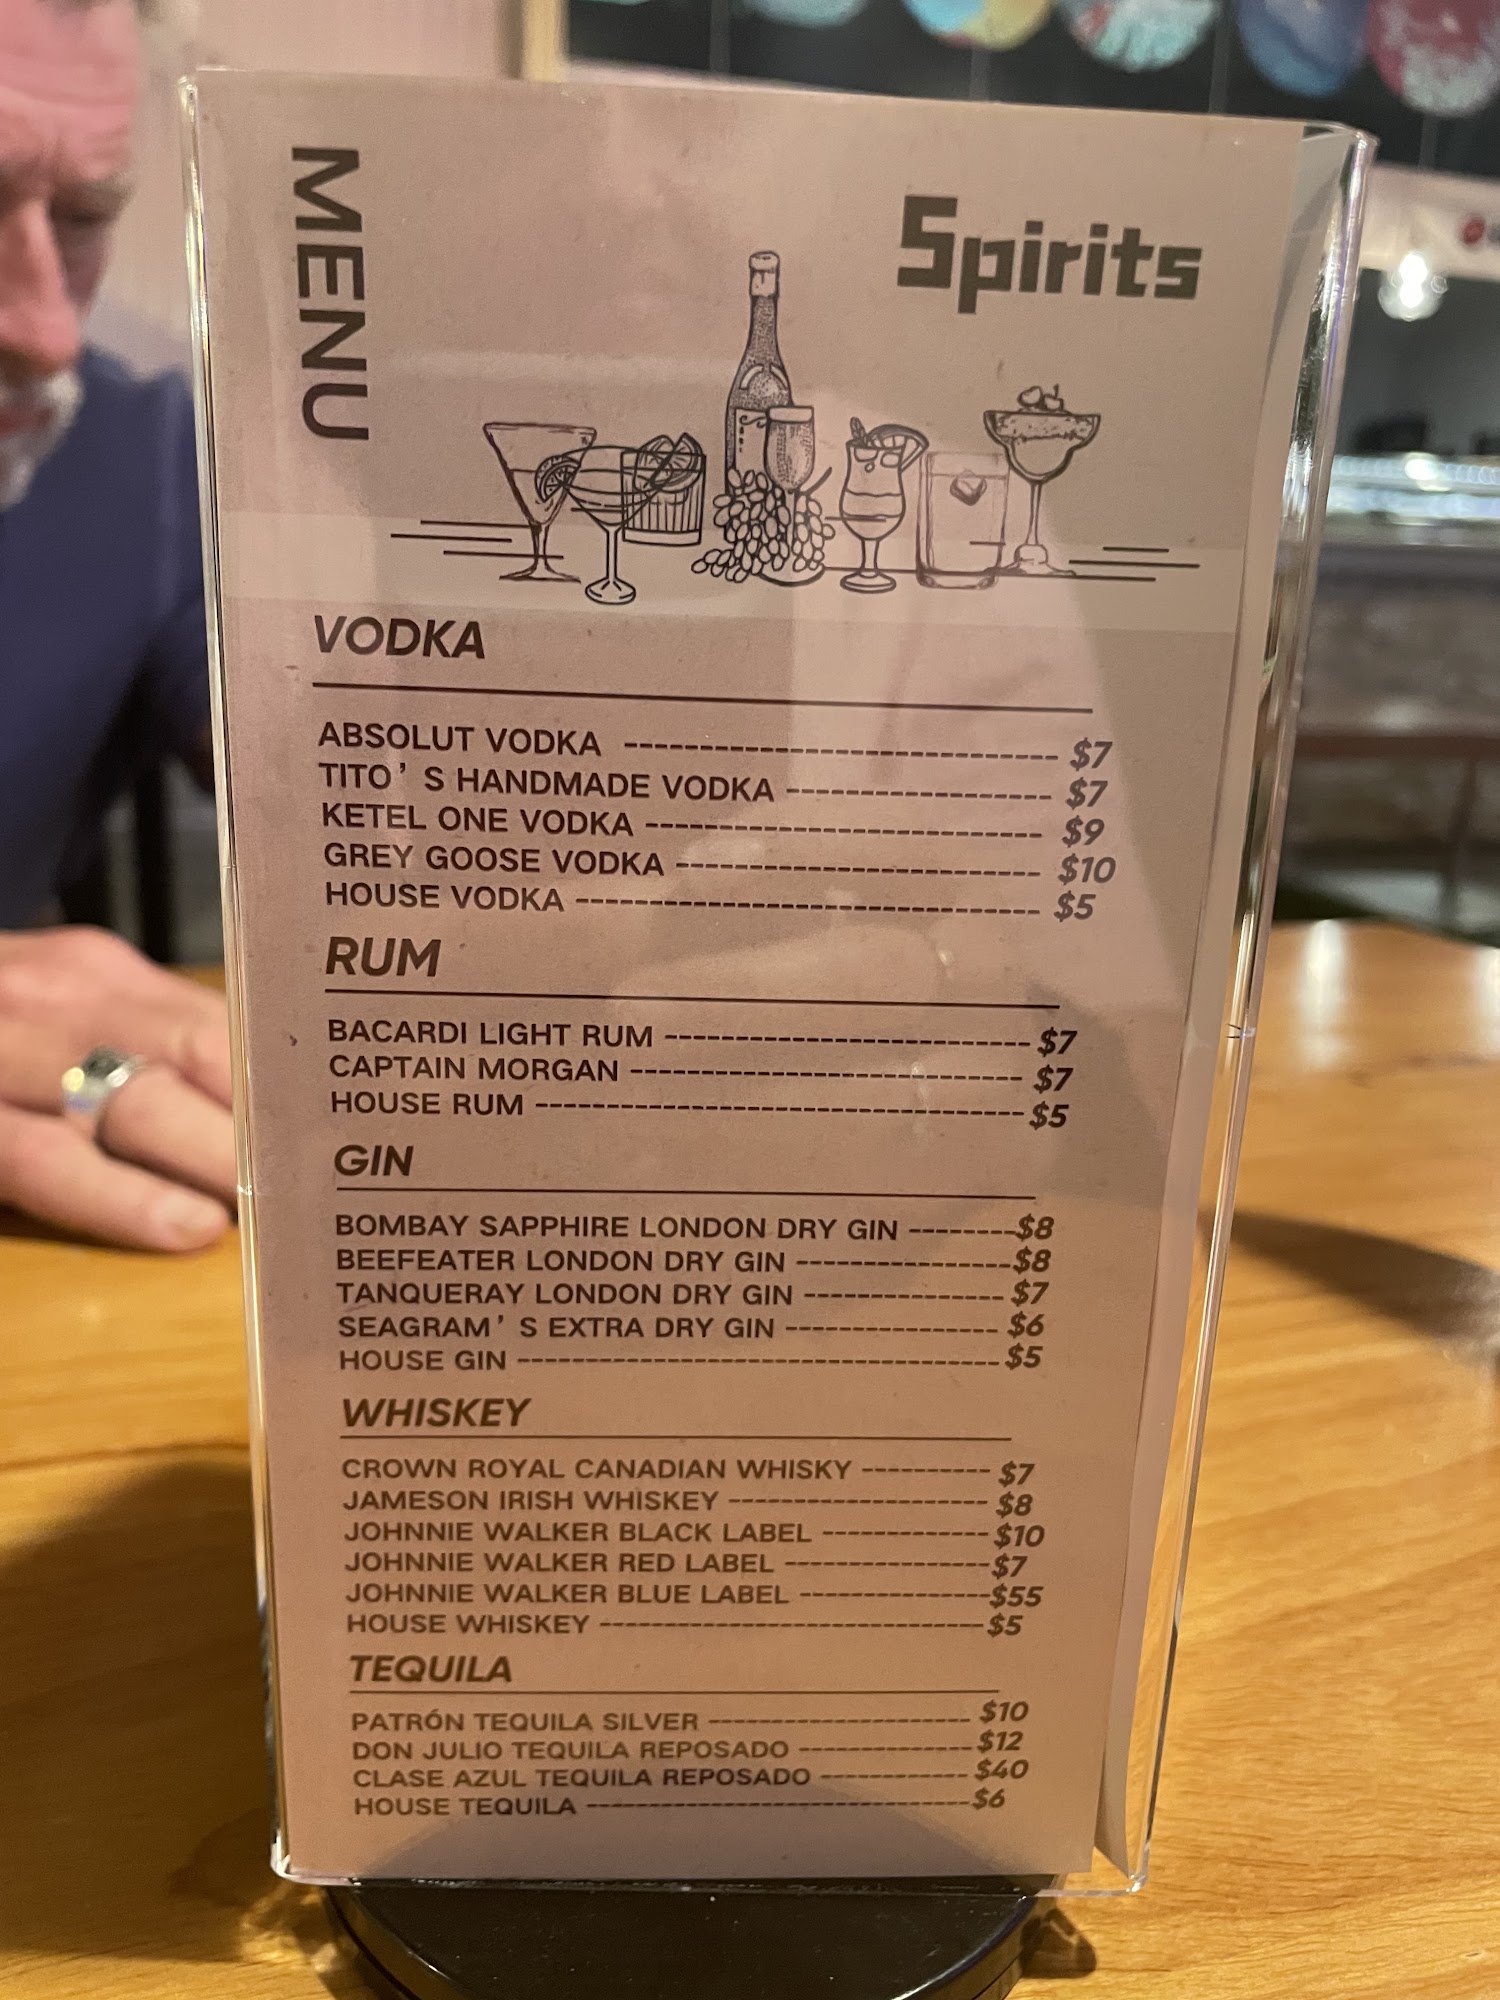 MENU
Spirits
VODKA
ABSOLUT VODKA ----------------------------- $7
TITO’S HANDMADE VODKA ------------------ $7
KETEL ONE VODKA --------------------------- $9
GREY GOOSE VODKA ------------------------- $10
HOUSE VODKA ------------------------------- $5
RUM
BACARDI LIGHT RUM ------------------------- $7
CAPTAIN MORGAN --------------------------- $7
HOUSE RUM ---------------------------------- $5
GIN
BOMBAY SAPPHIRE LONDON DRY GIN --------$8
BEEFEATER LONDON DRY GIN ----------------$8
TANQUERAY LONDON DRY GIN --------------- $7
SEAGRAM’S EXTRA DRY GIN ---------------- $6
HOUSE GIN ----------------------------------- $5
WHISKEY
CROWN ROYAL CANADIAN WHISKY ---------- $7
JAMESON IRISH WHISKEY -------------------- $8
JOHNNIE WALKER BLACK LABEL ------------- $10
JOHNNIE WALKER RED LABEL ----------------$7
JOHNNIE WALKER BLUE LABEL ---------------$55
HOUSE WHISKEY ------------------------------$5
TEQUILA
PATRÓN TEQUILA SILVER --------------------- $10
DON JULIO TEQUILA REPOSADO --------------$12
CLASE AZUL TEQUILA REPOSADO ------------ $40
HOUSE TEQUILA -------------------------------$6